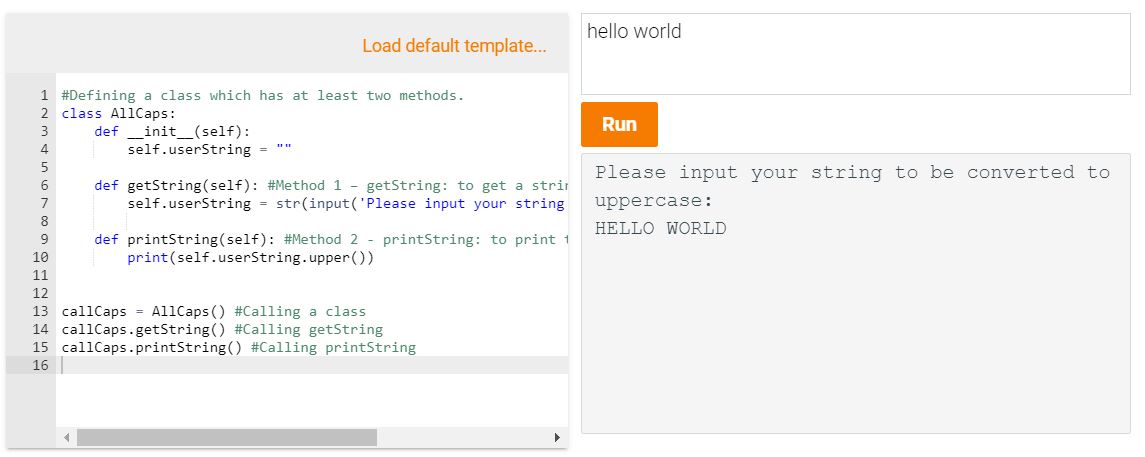 Load default template...
1 #Defining a class which has at least two methods.
2 class AllCaps:
3     def __init__(self):
4         self.userString = ""
5
6     def getString(self): #Method 1 – getString: to get a
7         self.userString = str(input('Please input your string
8
9     def printString(self): #Method 2 - printString: to print
10         print(self.userString.upper())
11
12
13 callCaps = AllCaps() #Calling a class
14 callCaps.getString() #Calling getString
15 callCaps.printString() #Calling printString
16
hello world
Run
Please input your string to be converted to
uppercase:
HELLO WORLD